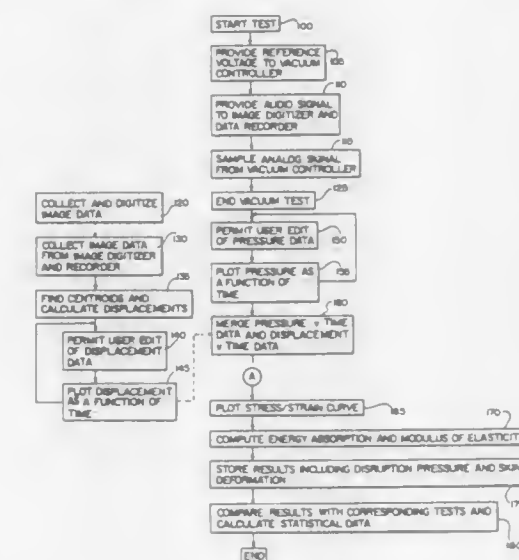 START TEST 100
PROVIDE REFERENCE
VOLTAGE TO VACUUM
CONTROLLER
105
PROVIDE AUDIO SIGNAL
TO IMAGE DIGITIZER AND
DATA RECORDER
110
SAMPLE ANALOG SIGNAL
FROM VACUUM CONTROLLER
115
END VACUUM TEST 125
PERMIT USER EDIT
OF PRESSURE DATA
150
PLOT PRESSURE AS
A FUNCTION OF
TIME
155
COLLECT AND DIGITIZE
IMAGE DATA
120
COLLECT IMAGE DATA
FROM IMAGE DIGITIZER
AND RECORDER
130
FIND CENTROIDS AND
CALCULATE DISPLACEMENTS
135
PERMIT USER EDIT
OF DISPLACEMENT
DATA
140
PLOT DISPLACEMENT
AS A FUNCTION OF
TIME
145
MERGE PRESSURE v TIME
DATA AND DISPLACEMENT
v TIME DATA
160
A
PLOT STRESS/STRAIN CURVE 165
COMPUTE ENERGY ABSORPTION AND MODULUS OF ELASTICIT
170
STORE RESULTS INCLUDING DISRUPTION PRESSURE AND SKIN
DEFORMATION
COMPARE RESULTS WITH CORRESPONDING TESTS AND
CALCULATE STATISTICAL DATA
180
END